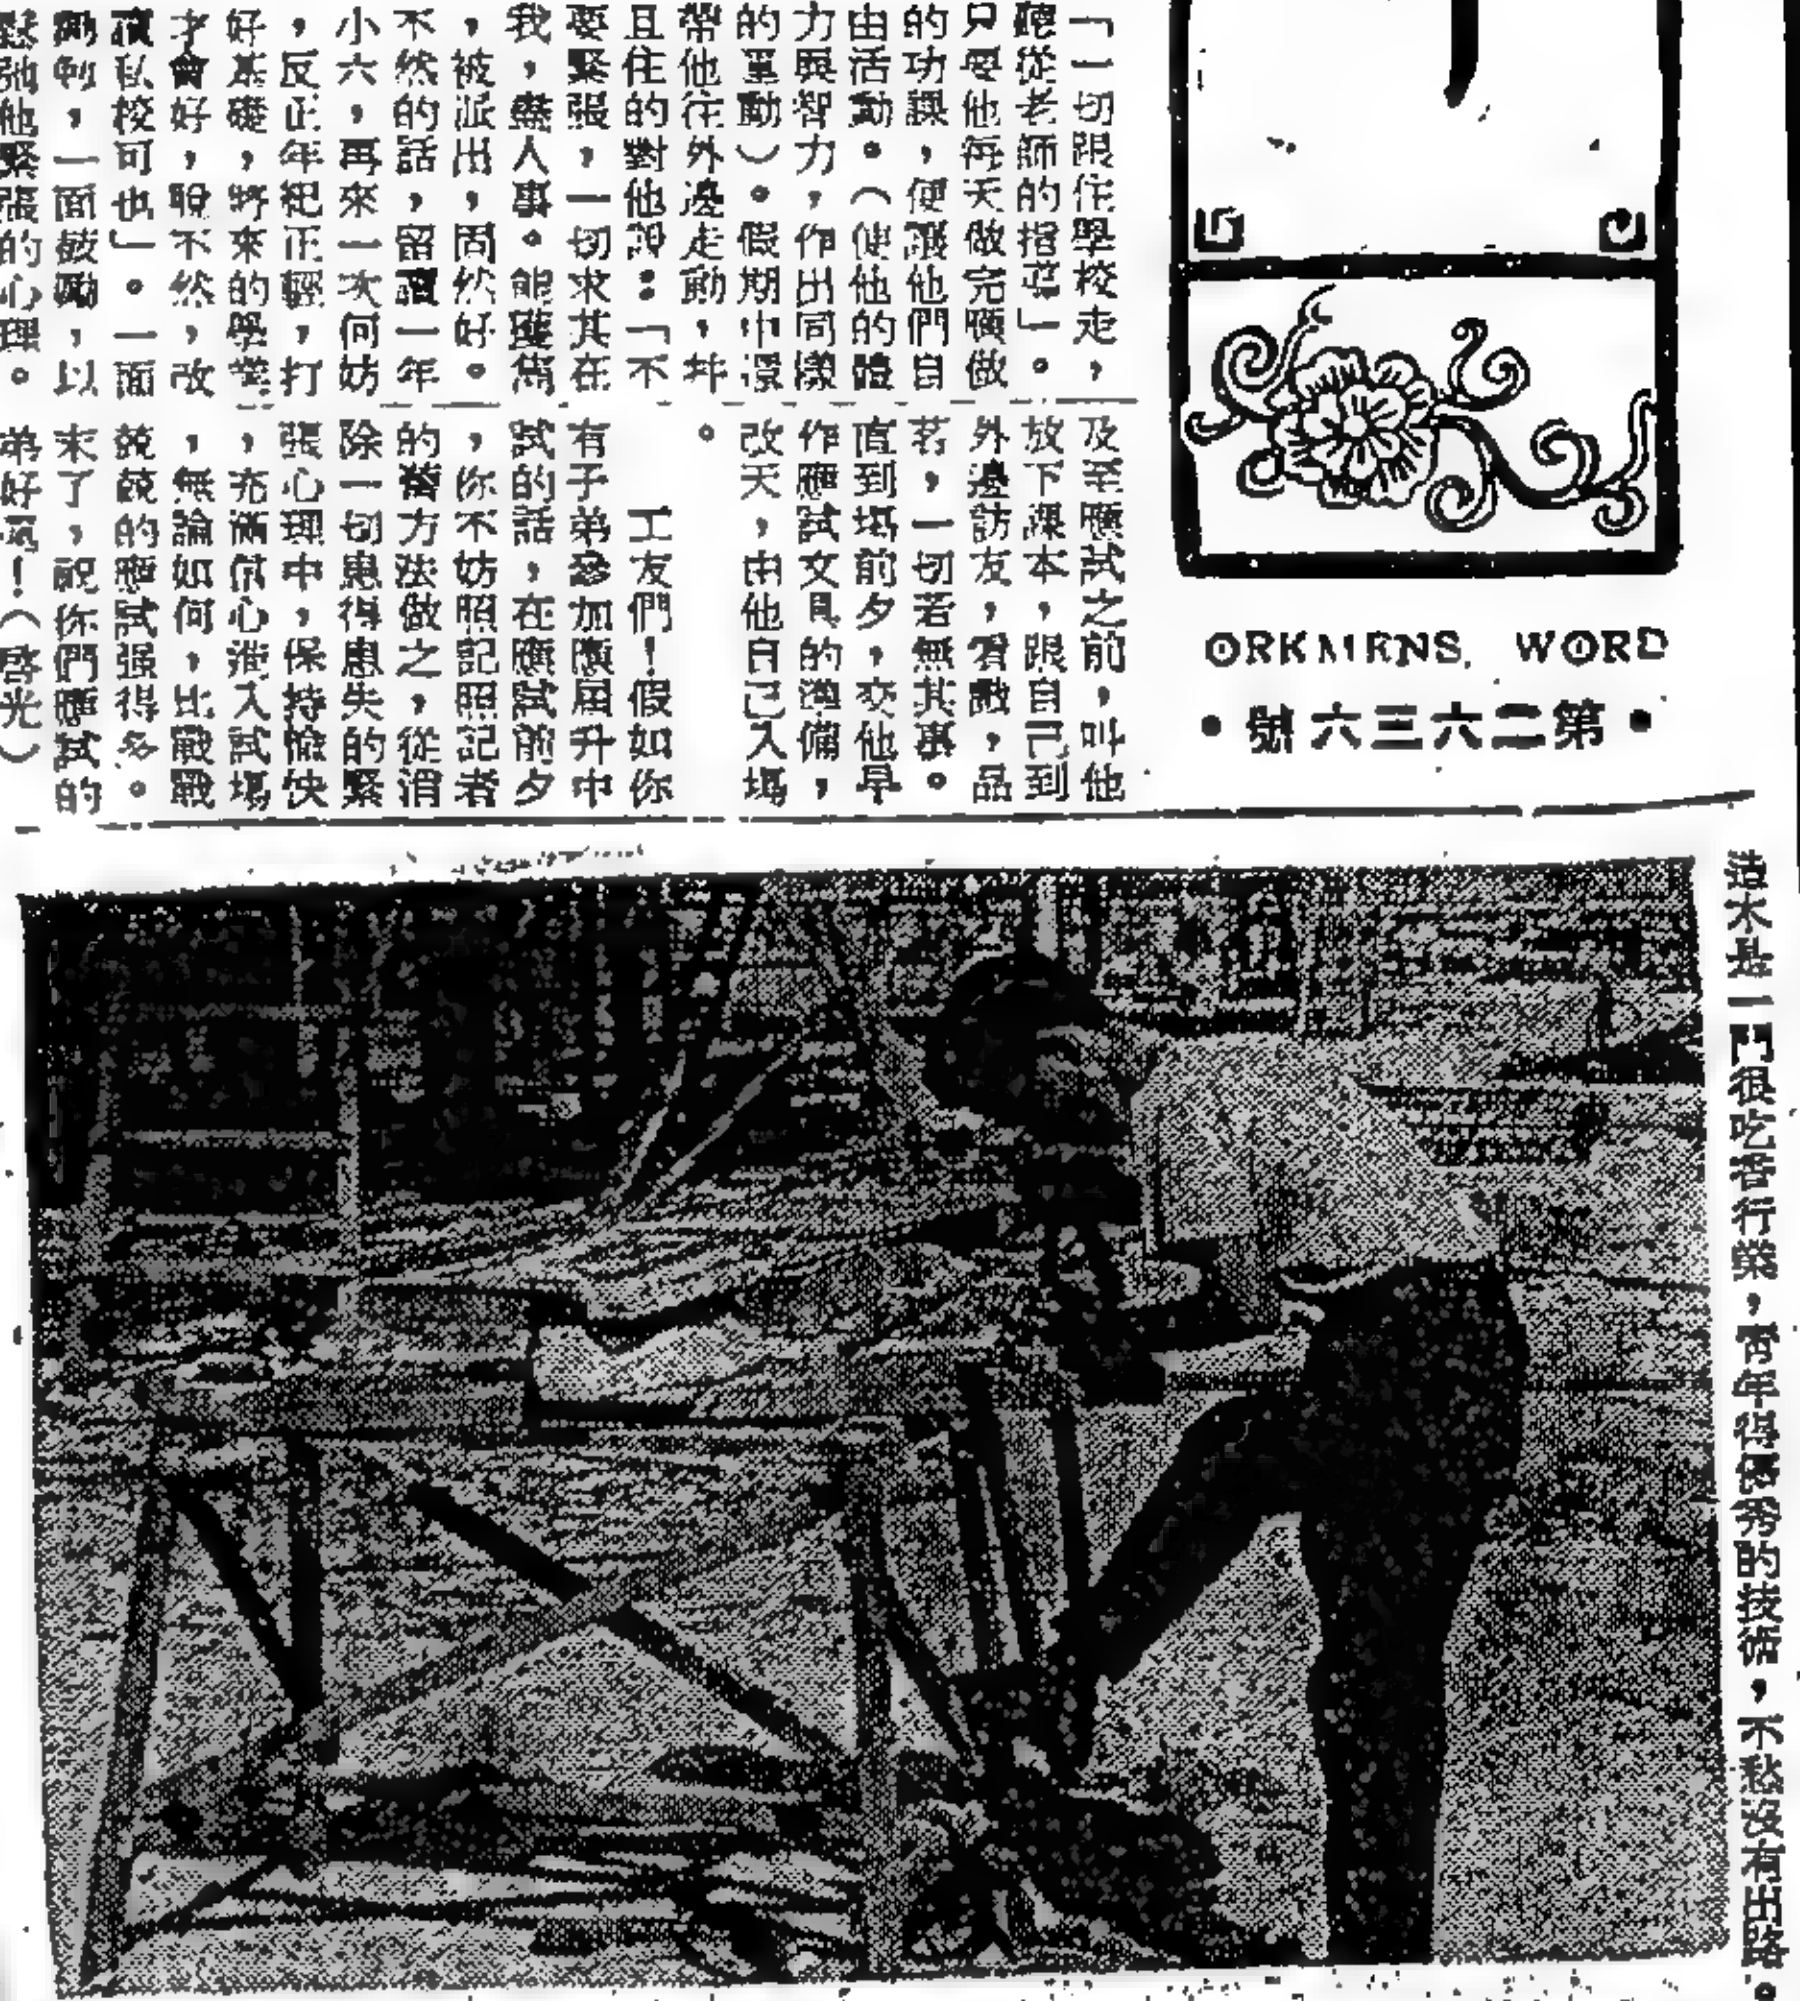 「一切跟住學校走，
聽從老師的指導」。
只要他每天做完應做
的功課，便讓他們自
由活動。（使他的體
力與智力，作出同樣
的運動）。假期中還
帶他往外邊走動，并
且住的對他說：「不
要緊張，一切求其在
我，盡人事。能獲派
，被派出，固然好。
不然的話，留讀一年
小六，再來一次何妨
，反正年紀正輕，打
好基礎，將來的學業
才會好，說不然，改
讀私校可也」。一面
，一面鼓勵，以
鬆弛他緊張的心理。
及至應試之前，叫他
放下課本，跟自己到
外邊訪友，看戲，品
茗，一切若無其事。
直到塲前夕，交他早
作應試文具的準備，
改天，由他自己入塲
。
工友們！假如你
有子弟參加應屆升中
試的話，在應試前夕
，你不妨照記照記者
的舊方法做之，從消
除一切患得患失的緊
張心理中，保持愉快
，充滿信心進入試塲
，無論如何，比戰戰
兢兢的應試强得多。
末了，祝你們應試的
弟好運！（啓光）
ORKMENS, WORD
•號六三六二第•
造木是一門很吃香行業，青年得優秀的技術，不愁沒有出路。